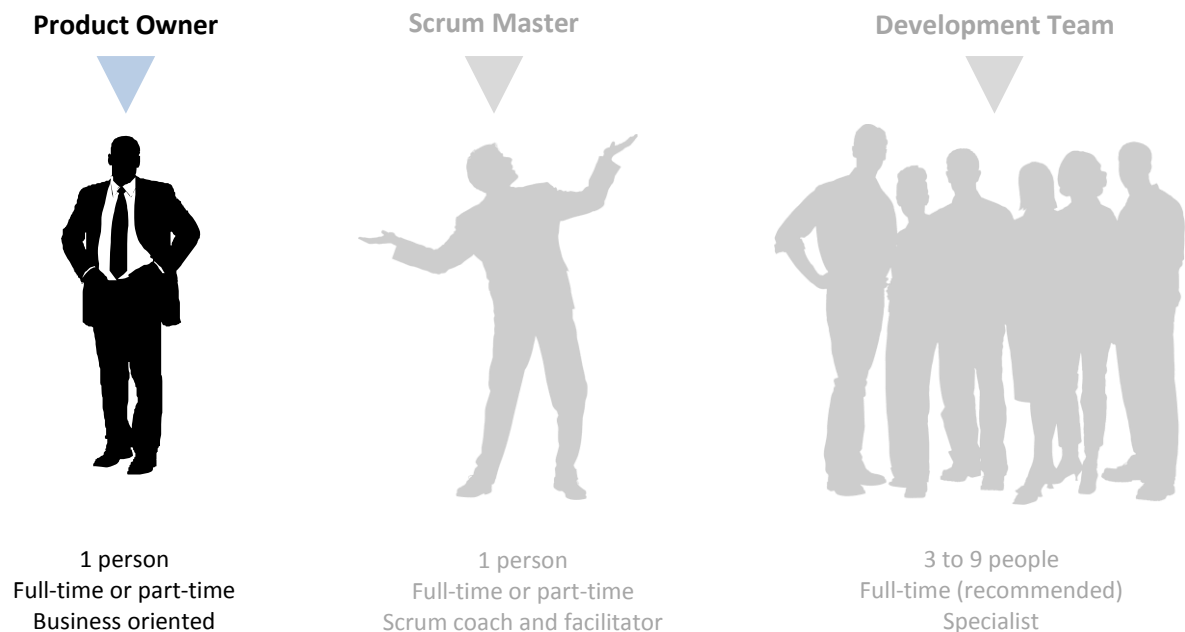 Product Owner
Scrum Master
Development Team
1 person
Full-time or part-time
Business oriented
1 person
Full-time or part-time
Scrum coach and facilitator
3 to 9 people
Full-time (recommended)
Specialist